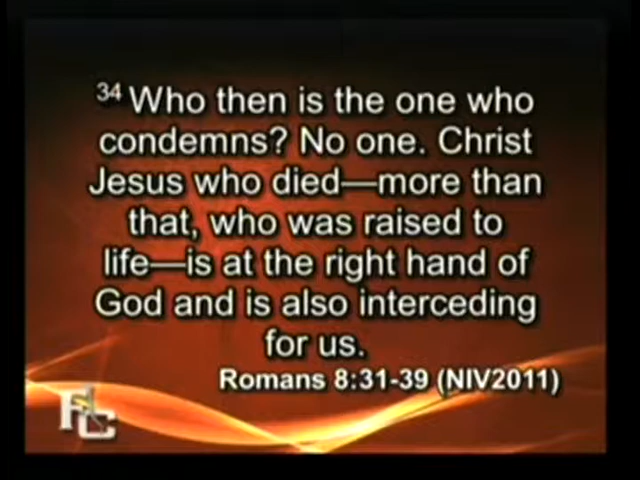 34 Who then is the one who
condemns? No one. Christ
Jesus who died—more than
that, who was raised to
life—is at the right hand of
God and is also interceding
for us.
Romans 8:31-39 (NIV2011)
FC